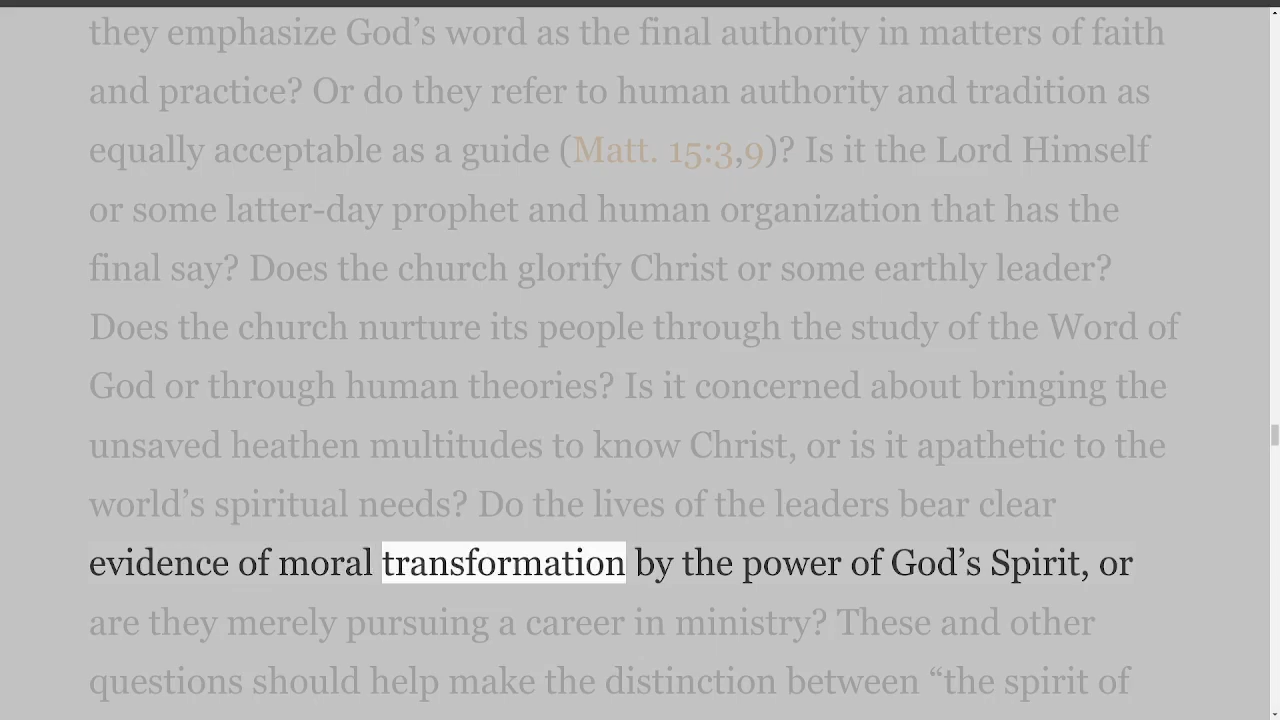 they emphasize God’s word as the final authority in matters of faith
and practice? Or do they refer to human authority and tradition as
equally acceptable as a guide (Matt. 15:3,9)? Is it the Lord Himself
or some latter-day prophet and human organization that has the
final say? Does the church glorify Christ or some earthly leader?
Does the church nurture its people through the study of the Word of
God or through human theories? Is it concerned about bringing the
unsaved heathen multitudes to know Christ, or is it apathetic to the
world’s spiritual needs? Do the lives of the leaders bear clear
evidence of moral transformation by the power of God’s Spirit, or
are they merely pursuing a career in ministry? These and other
questions should help make the distinction between “the spirit of